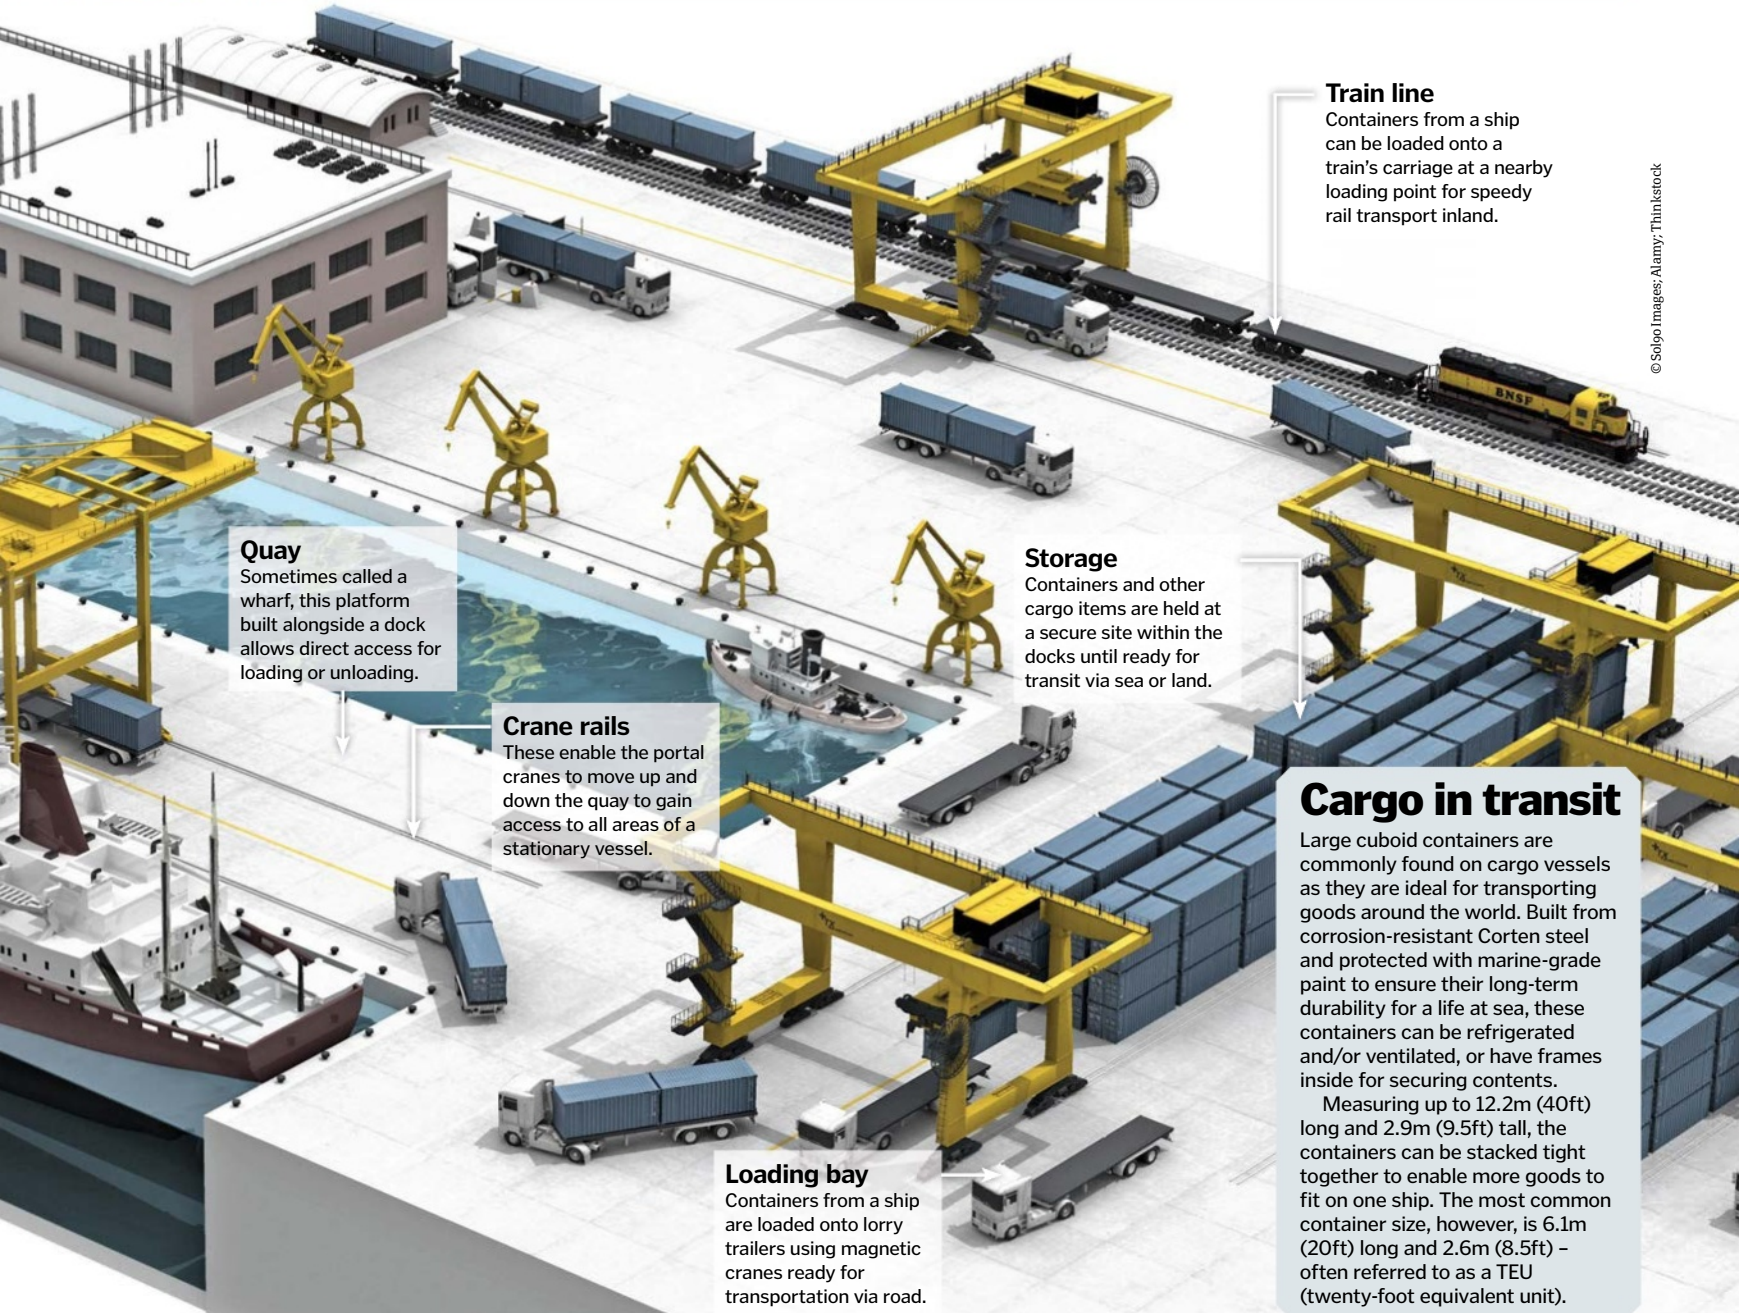 Train line
Containers from a ship
can be loaded onto a
train’s carriage at a nearby
loading point for speedy
rail transport inland.
© Sol90 Images; Alamy; Thinkstock
BNSF
Quay
Sometimes called a
wharf, this platform
built alongside a dock
allows direct access for
loading or unloading.
Storage
Containers and other
cargo items are held at
a secure site within the
docks until ready for
transit via sea or land.
Crane rails
These enable the portal
cranes to move up and
down the quay to gain
access to all areas of a
stationary vessel.
Cargo in transit
Large cuboid containers are
commonly found on cargo vessels
as they are ideal for transporting
goods around the world. Built from
corrosion-resistant Corten steel
and protected with marine-grade
paint to ensure their long-term
durability for a life at sea, these
containers can be refrigerated
and/or ventilated, or have frames
inside for securing contents.
Measuring up to 12.2m (40ft)
long and 2.9m (9.5ft) tall, the
containers can be stacked tight
together to enable more goods to
fit on one ship. The most common
container size, however, is 6.1m
(20ft) long and 2.6m (8.5ft) –
often referred to as a TEU
(twenty-foot equivalent unit).
Loading bay
Containers from a ship
are loaded onto lorry
trailers using magnetic
cranes ready for
transportation via road.